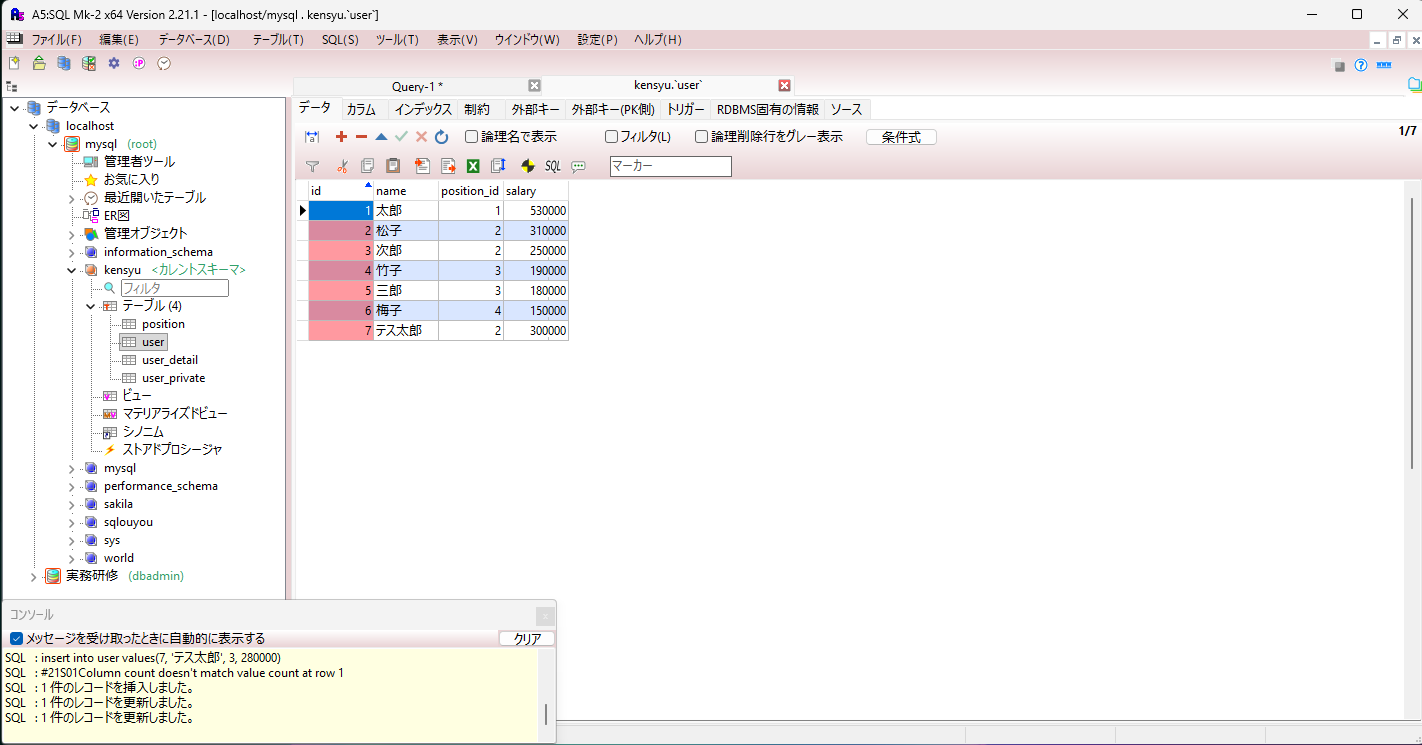 A5:SQL Mk-2 x64 Version 2.21.1 - [localhost/mysql . kensyu.`user`]
ファイル(F) 編集(E) データベース(D) テーブル(T) SQL(S) ツール(T) 表示(V) ウインドウ(W) 設定(P) ヘルプ(H)
データベース
localhost
mysql (root)
管理者ツール
お気に入り
最近開いたテーブル
ER図
管理オブジェクト
information_schema
kensyu <カレントスキーマ>
フィルタ
テーブル (4)
position
user
user_detail
user_private
ビュー
マテリアライズドビュー
シノニム
ストアドプロシージャ
mysql
performance_schema
sakila
sqlouyou
sys
world
実務研修 (dbadmin)
Query-1 * kensyu.`user`
データ カラム インデックス 制約 外部キー 外部キー(PK側) トリガー RDBMS固有の情報 ソース
論理名で表示 フィルタ(L) 論理削除行をグレー表示 条件式 1/7
SQL マーカー
id name position_id salary
1 太郎 1 530000
2 松子 2 310000
3 次郎 2 250000
4 竹子 3 190000
5 三郎 3 180000
6 梅子 4 150000
7 テス太郎 2 300000
コンソール
メッセージを受け取ったときに自動的に表示する クリア
SQL : insert into user values(7, 'テス太郎', 3, 280000)
SQL : #21S01Column count doesn't match value count at row 1
SQL : 1 件のレコードを挿入しました。
SQL : 1 件のレコードを更新しました。
SQL : 1 件のレコードを更新しました。